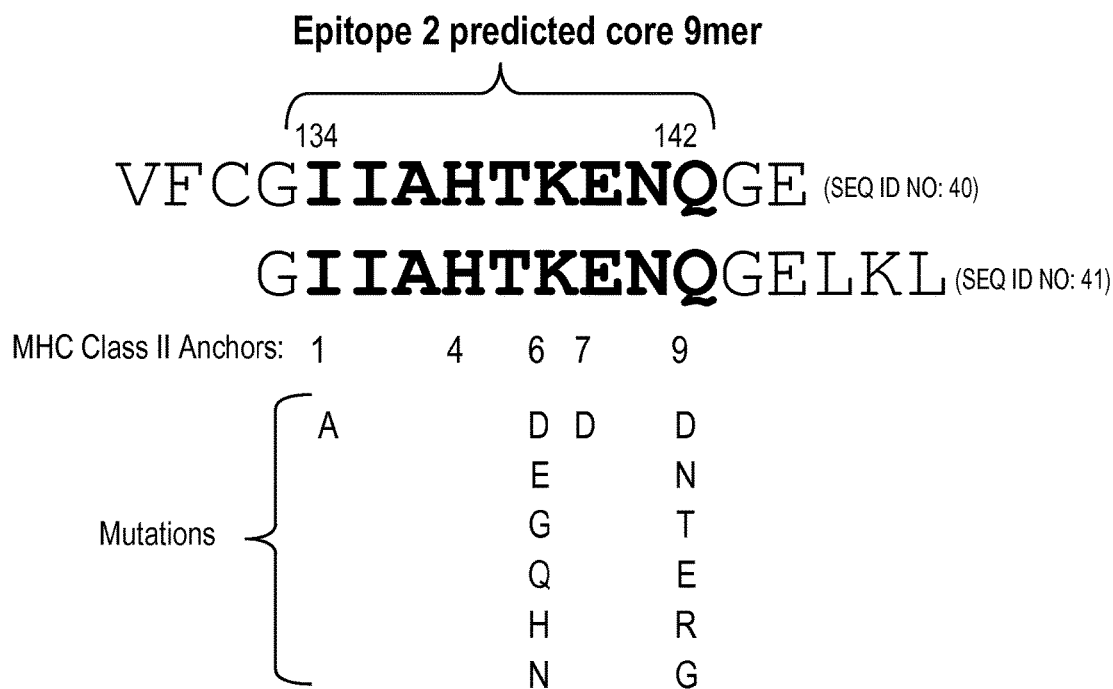 Epitope 2 predicted core 9mer
134 142
VFCGIIAHTKENQGE (SEQ ID NO: 40)
GIIAHTKENQGELKL (SEQ ID NO: 41)
MHC Class II Anchors: 1 4 6 7 9
A D D D
E N
G T
Mutations
Q E
H R
N G